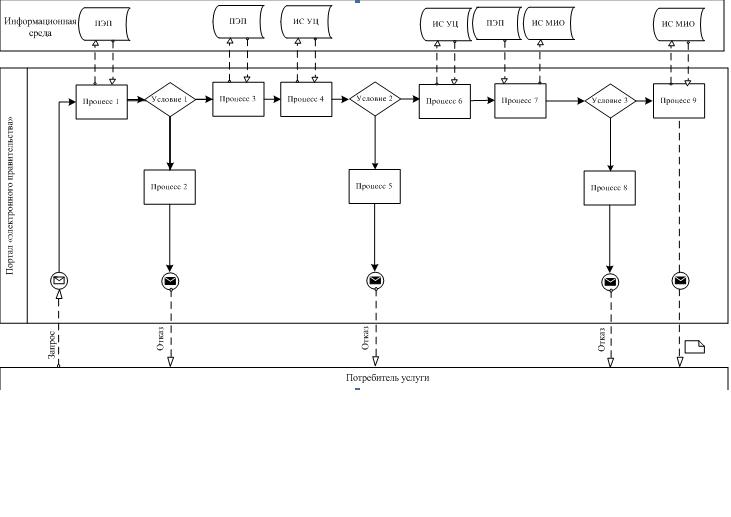 Информационная
среда
ПЭП
ПЭП
ИС УЦ
ИС УЦ
ПЭП
ИС МИО
ИС МИО
Портал «электронного правительства»
Процесс 1
Условие 1
Процесс 3
Процесс 4
Условие 2
Процесс 6
Процесс 7
Условие 3
Процесс 9
Процесс 2
Процесс 5
Процесс 8
Запрос
Отказ
Отказ
Отказ
Потребитель услуги